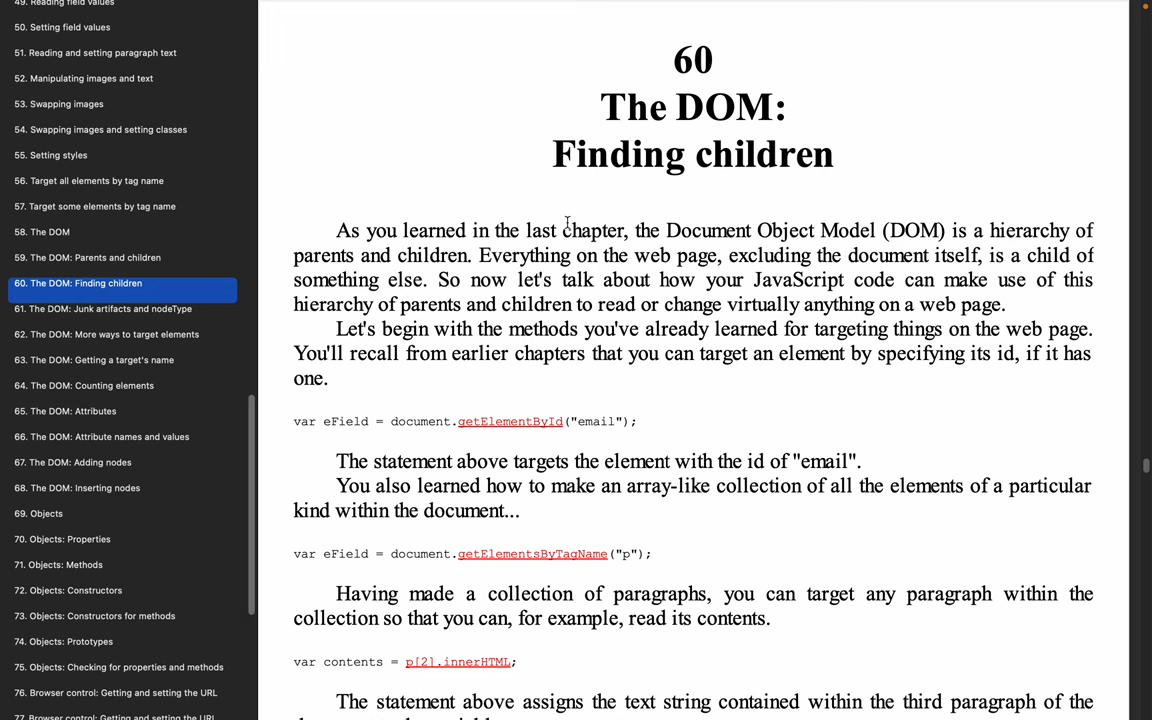 49. Reading field values
50. Setting field values
51. Reading and setting paragraph text
52. Manipulating images and text
53. Swapping images
54. Swapping images and setting classes
55. Setting styles
56. Target all elements by tag name
57. Target some elements by tag name
58. The DOM
59. The DOM: Parents and children
60. The DOM: Finding children
61. The DOM: Junk artifacts and nodeType
62. The DOM: More ways to target elements
63. The DOM: Getting a target's name
64. The DOM: Counting elements
65. The DOM: Attributes
66. The DOM: Attribute names and values
67. The DOM: Adding nodes
68. The DOM: Inserting nodes
69. Objects
70. Objects: Properties
71. Objects: Methods
72. Objects: Constructors
73. Objects: Constructors for methods
74. Objects: Prototypes
75. Objects: Checking for properties and methods
76. Browser control: Getting and setting the URL
77. Browser control: Getting and setting the URL
60
The DOM:
Finding children
As you learned in the last chapter, the Document Object Model (DOM) is a hierarchy of
parents and children. Everything on the web page, excluding the document itself, is a child of
something else. So now let's talk about how your JavaScript code can make use of this
hierarchy of parents and children to read or change virtually anything on a web page.
Let's begin with the methods you've already learned for targeting things on the web page.
You'll recall from earlier chapters that you can target an element by specifying its id, if it has
one.
var eField = document.getElementById("email");
The statement above targets the element with the id of "email".
You also learned how to make an array-like collection of all the elements of a particular
kind within the document...
var eField = document.getElementsByTagName("p");
Having made a collection of paragraphs, you can target any paragraph within the
collection so that you can, for example, read its contents.
var contents = p[2].innerHTML;
The statement above assigns the text string contained within the third paragraph of the